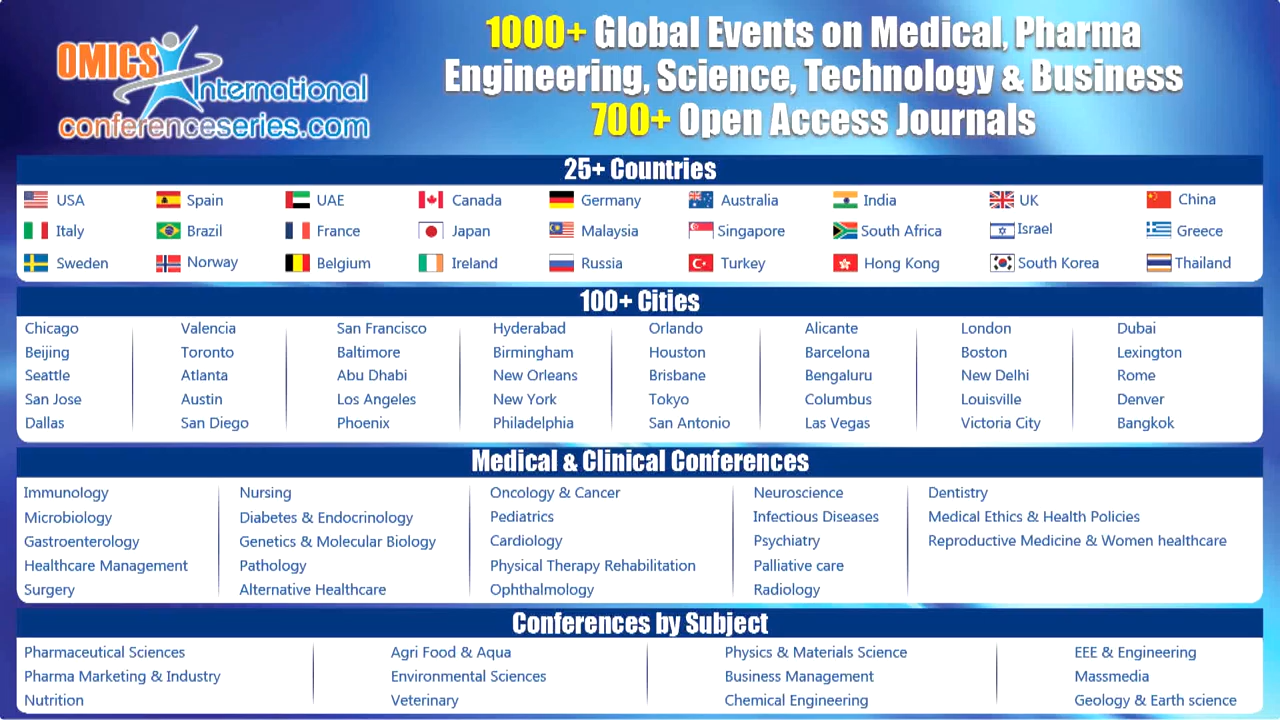 OMICS
International
conferenceseries.com
1000+ Global Events on Medical, Pharma
Engineering, Science, Technology & Business
700+ Open Access Journals
25+ Countries
USA Spain UAE Canada Germany Australia India UK China
Italy Brazil France Japan Malaysia Singapore South Africa Israel Greece
Sweden Norway Belgium Ireland Russia Turkey Hong Kong South Korea Thailand
100+ Cities
Chicago Valencia San Francisco Hyderabad Orlando Alicante London Dubai
Beijing Toronto Baltimore Birmingham Houston Barcelona Boston Lexington
Seattle Atlanta Abu Dhabi New Orleans Brisbane Bengaluru New Delhi Rome
San Jose Austin Los Angeles New York Tokyo Columbus Louisville Denver
Dallas San Diego Phoenix Philadelphia San Antonio Las Vegas Victoria City Bangkok
Medical & Clinical Conferences
Immunology Nursing Oncology & Cancer Neuroscience Dentistry
Microbiology Diabetes & Endocrinology Pediatrics Infectious Diseases Medical Ethics & Health Policies
Gastroenterology Genetics & Molecular Biology Cardiology Psychiatry Reproductive Medicine & Women healthcare
Healthcare Management Pathology Physical Therapy Rehabilitation Palliative care
Surgery Alternative Healthcare Ophthalmology Radiology
Conferences by Subject
Pharmaceutical Sciences Agri Food & Aqua Physics & Materials Science EEE & Engineering
Pharma Marketing & Industry Environmental Sciences Business Management Massmedia
Nutrition Veterinary Chemical Engineering Geology & Earth science